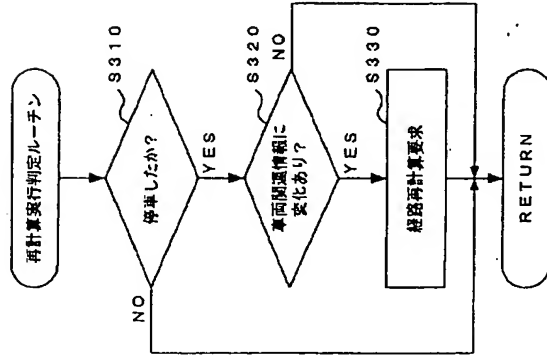 再計算実行判定ルーチン
S310
停車したか？
NO
YES
S320
車両関連情報に
変化あり？
NO
YES
S330
経路再計算要求
RETURN